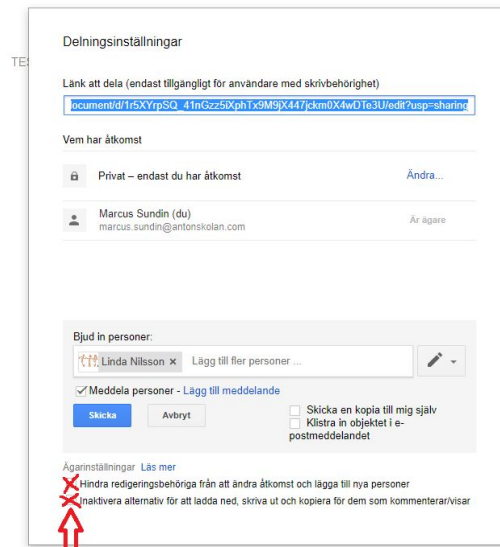 Delningsinställningar
TES
Länk att dela (endast tillgängligt för användare med skrivbehörighet)
ocument/d/1r5XYrpSQ_41nGzz5iXphTx9M9jX447jckm0X4wDTe3U/edit?usp=sharing
Vem har åtkomst
Privat – endast du har åtkomst Ändra...
Marcus Sundin (du) Är ägare
marcus.sundin@antonskolan.com
Bjud in personer:
Linda Nilsson × Lägg till fler personer ...
Meddela personer - Lägg till meddelande
Skicka Avbryt Skicka en kopia till mig själv
Klistra in objektet i e-
postmeddelandet
Ägarinställningar Läs mer
Hindra redigeringsbehöriga från att ändra åtkomst och lägga till nya personer
Inaktivera alternativ för att ladda ned, skriva ut och kopiera för dem som kommenterar/visar